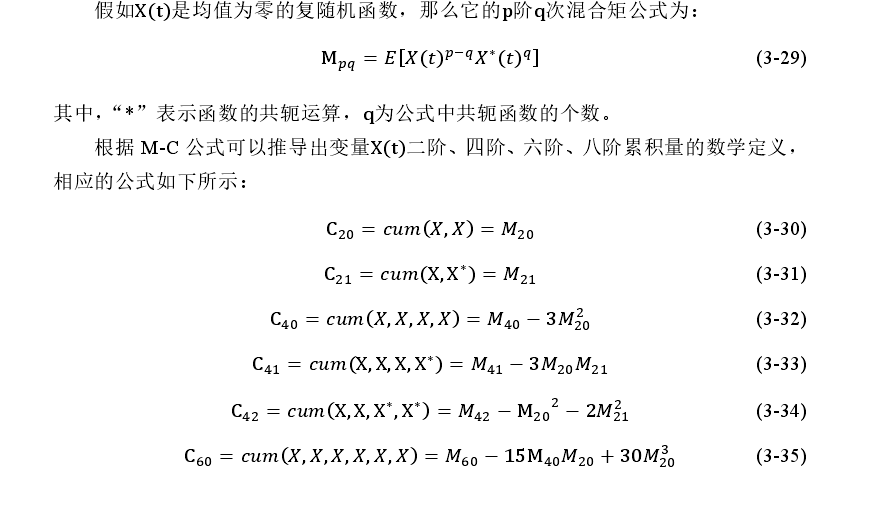 假如X(t)是均值为零的复随机函数，那么它的p阶q次混合矩公式为：
M_{pq} = E[X(t)^{p−q}X^*(t)^q] (3-29)
其中，“*”表示函数的共轭运算，q为公式中共轭函数的个数。
根据 M-C 公式可以推导出变量X(t)二阶、四阶、六阶、八阶累积量的数学定义，
相应的公式如下所示：
C_{20} = cum(X, X) = M_{20} (3-30)
C_{21} = cum(X,X^*) = M_{21} (3-31)
C_{40} = cum(X, X, X, X) = M_{40} − 3M_{20}^2 (3-32)
C_{41} = cum(X, X, X, X^*) = M_{41} − 3M_{20}M_{21} (3-33)
C_{42} = cum(X, X, X^*, X^*) = M_{42} − M_{20}^2 − 2M_{21}^2 (3-34)
C_{60} = cum(X, X, X, X, X, X) = M_{60} − 15M_{40}M_{20} + 30M_{20}^3 (3-35)